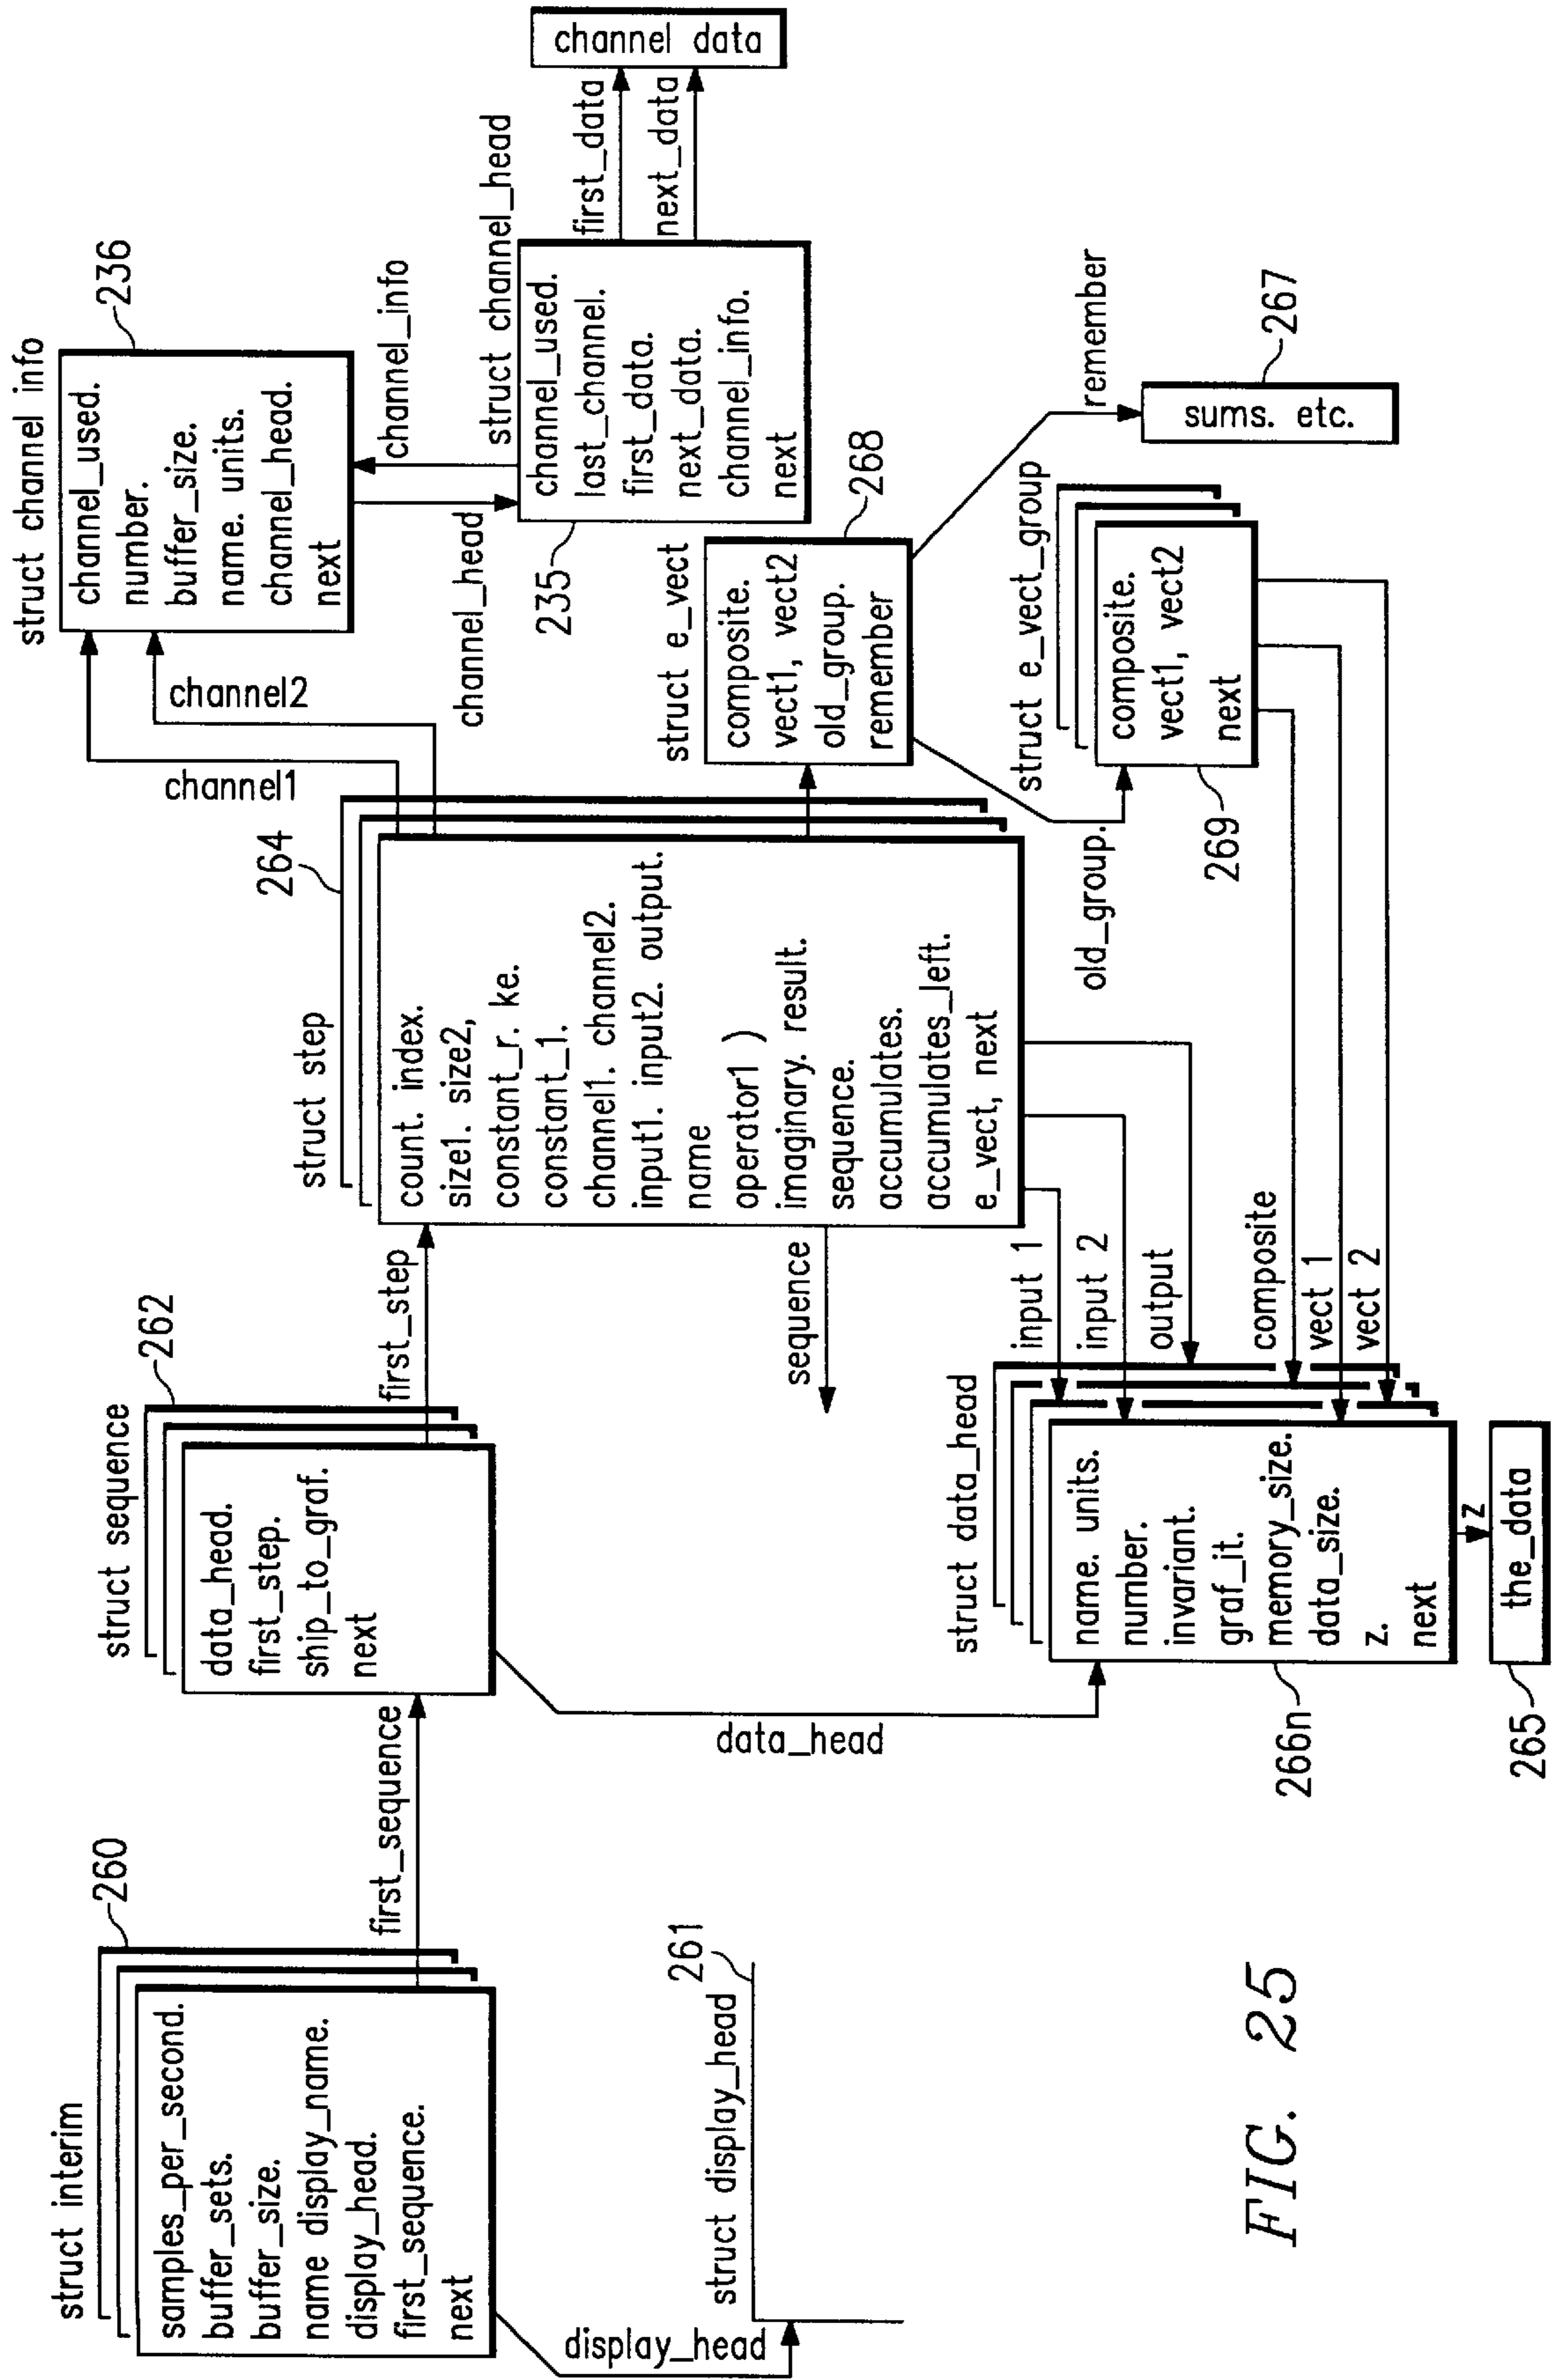 struct interim
260
samples_per_second.
buffer_sets.
buffer_size.
name display_name.
display_head.
first_sequence.
next
first_sequence
display_head
struct display_head
261
struct sequence
262
data_head.
first_step.
ship_to_graf.
next
first_step
data_head
struct step
264
count. index.
size1. size2,
constant_r. ke.
constant_1.
channel1. channel2.
input1. input2. output.
name
operator1 )
imaginary. result.
sequence.
accumulates.
accumulates_left.
e_vect, next
sequence
input 1
input 2
output
composite
vect 1
vect 2
struct data_head
name. units.
number.
invariant.
graf_it.
memory_size.
data_size.
z.
next
266n
z
the_data
265
channel1
channel2
struct channel info
236
channel_used.
number.
buffer_size.
name. units.
channel_head.
next
channel_info
channel_head
struct channel_head
235
channel_used.
last_channel.
first_data.
next_data.
channel_info.
next
first_data
next_data
channel data
struct e_vect
268
composite.
vect1, vect2
old_group.
remember
remember
sums. etc.
267
old_group.
struct e_vect_group
269
composite.
vect1, vect2
next
FIG. 25